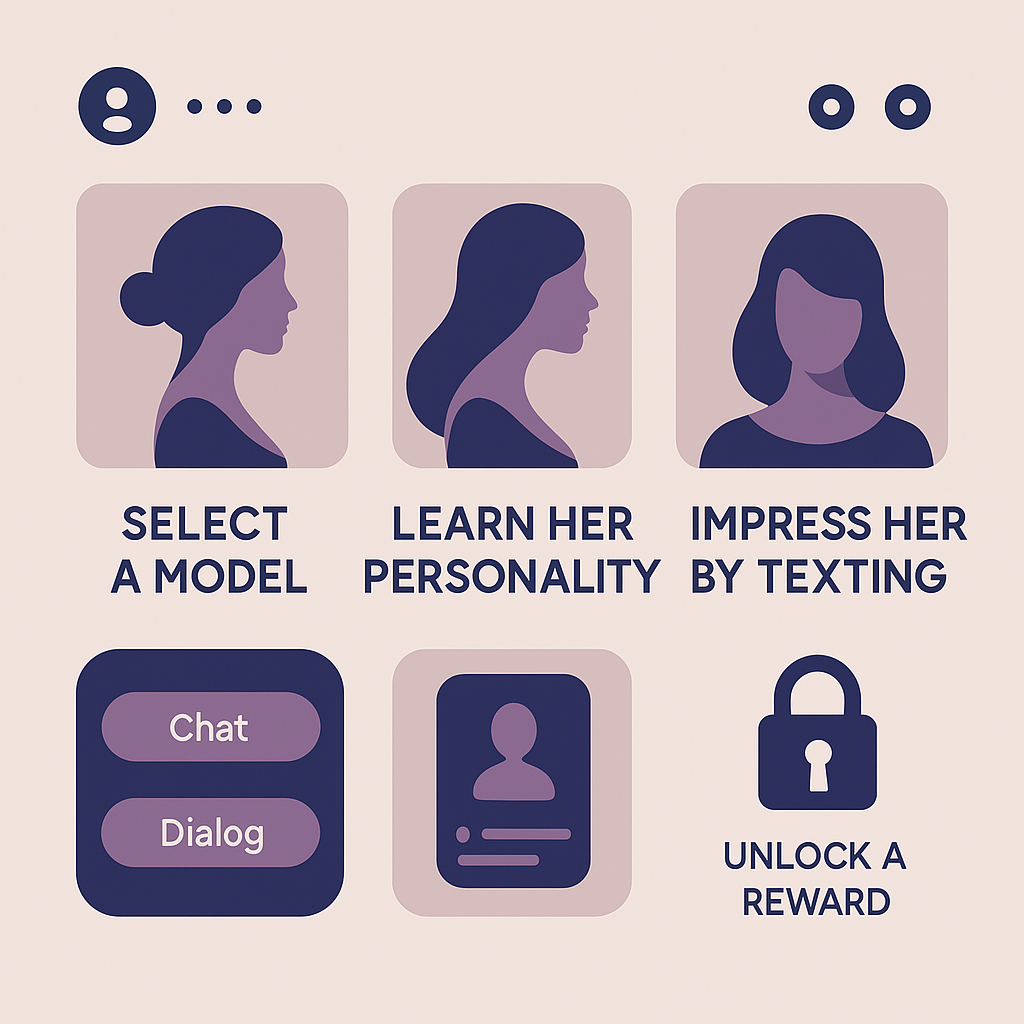 SELECT
A MODEL
LEARN HER
PERSONALITY
IMPRESS HER
BY TEXTING
Chat
Dialog
UNLOCK A
REWARD